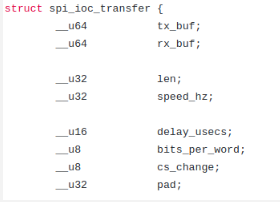 struct spi_ioc_transfer {
__u64 tx_buf;
__u64 rx_buf;
__u32 len;
__u32 speed_hz;
__u16 delay_usecs;
__u8 bits_per_word;
__u8 cs_change;
__u32 pad;